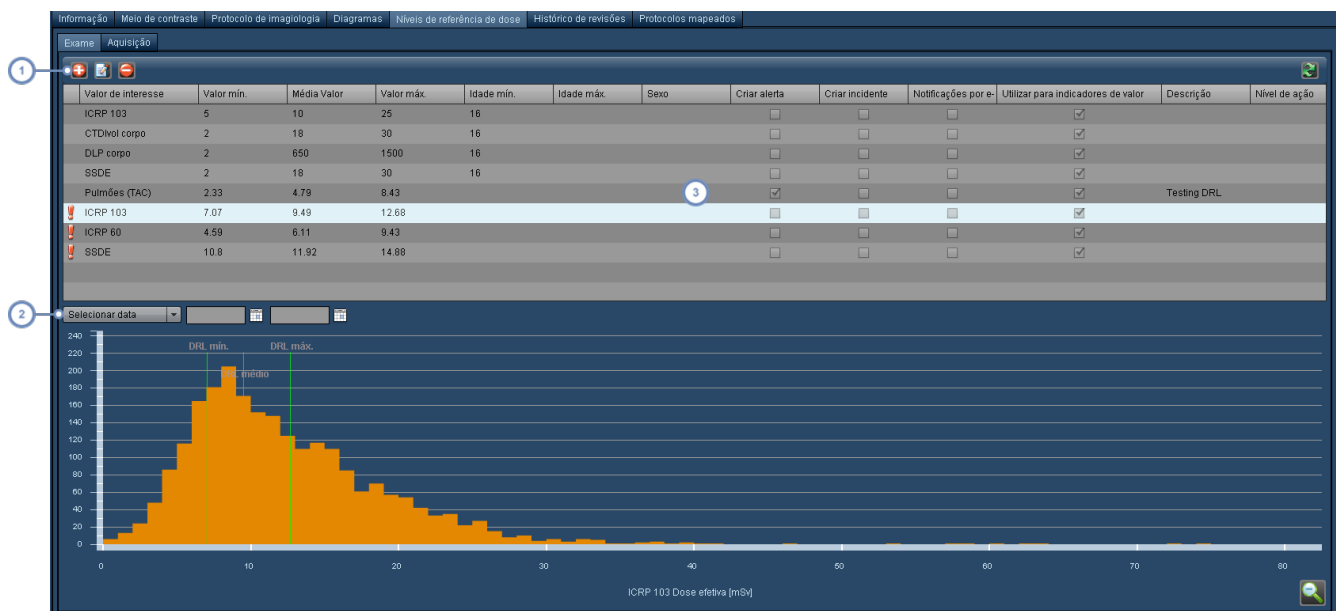 Informação Meio de contraste Protocolo de imagiologia Diagramas Níveis de referência de dose Histórico de revisões Protocolos mapeados
Exame Aquisição
1
Valor de interesse Valor mín. Média Valor Valor máx. Idade mín. Idade máx. Sexo Criar alerta Criar incidente Notificações por e- Utilizar para indicadores de valor Descrição Nível de ação
ICRP 103 5 10 25 16
CTDIvol corpo 2 18 30 16
DLP corpo 2 650 1500 16
SSDE 2 18 30 16
Pulmões (TAC) 2.33 4.79 8.43 3 Testing DRL
ICRP 103 7.07 9.49 12.68
ICRP 60 4.59 6.11 9.43
SSDE 10.8 11.92 14.88
2 Selecionar data
240
DRL mín. DRL máx.
220
200
médio
180
160
140
120
100
80
60
40
20
0
0 10 20 30 40 50 60 70 80
ICRP 103 Dose efetiva [mSv]